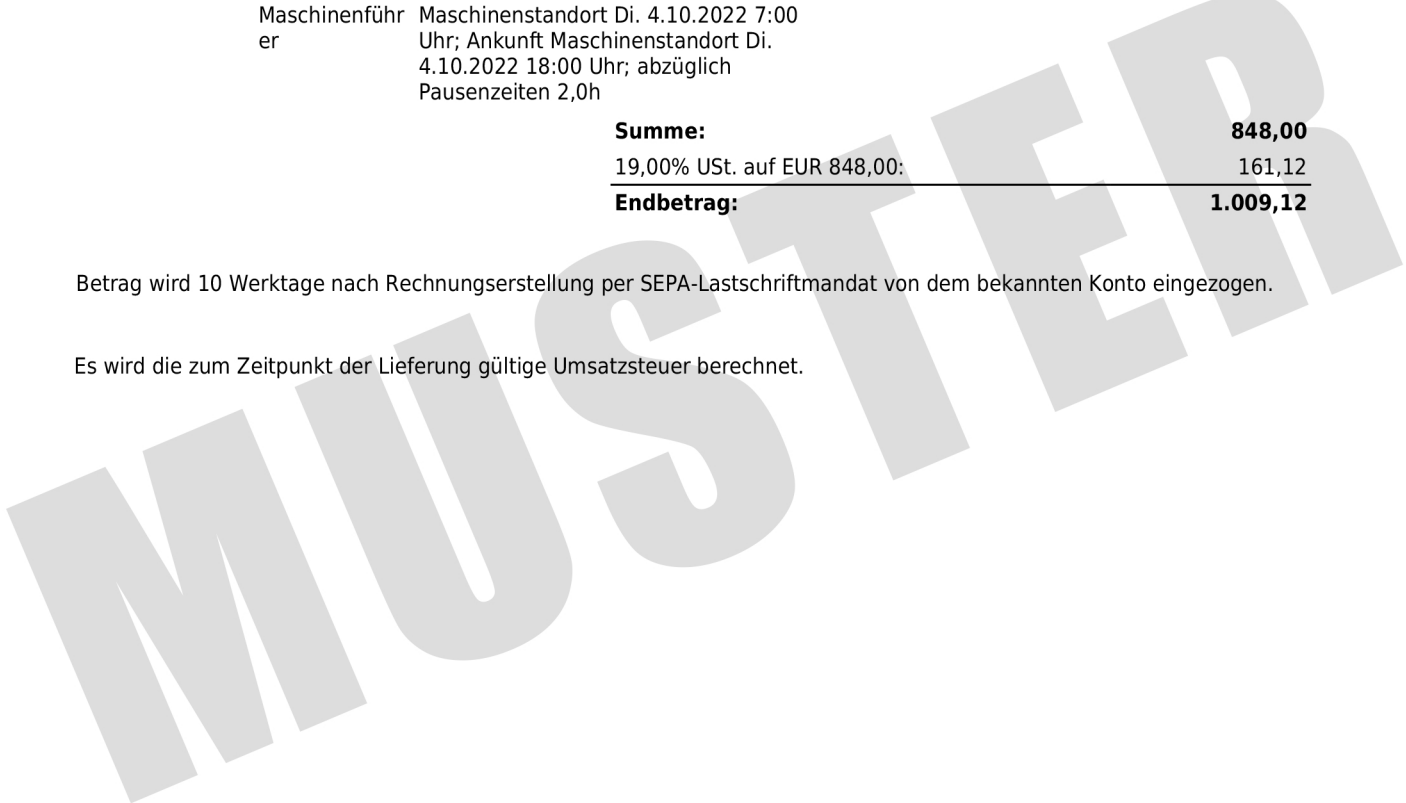 Maschinenführ Maschinenstandort Di. 4.10.2022 7:00
er Uhr; Ankunft Maschinenstandort Di.
4.10.2022 18:00 Uhr; abzüglich
Pausenzeiten 2,0h
Summe: 848,00
19,00% USt. auf EUR 848,00: 161,12
Endbetrag: 1.009,12
Betrag wird 10 Werktage nach Rechnungserstellung per SEPA-Lastschriftmandat von dem bekannten Konto eingezogen.
Es wird die zum Zeitpunkt der Lieferung gültige Umsatzsteuer berechnet.
MUSTER